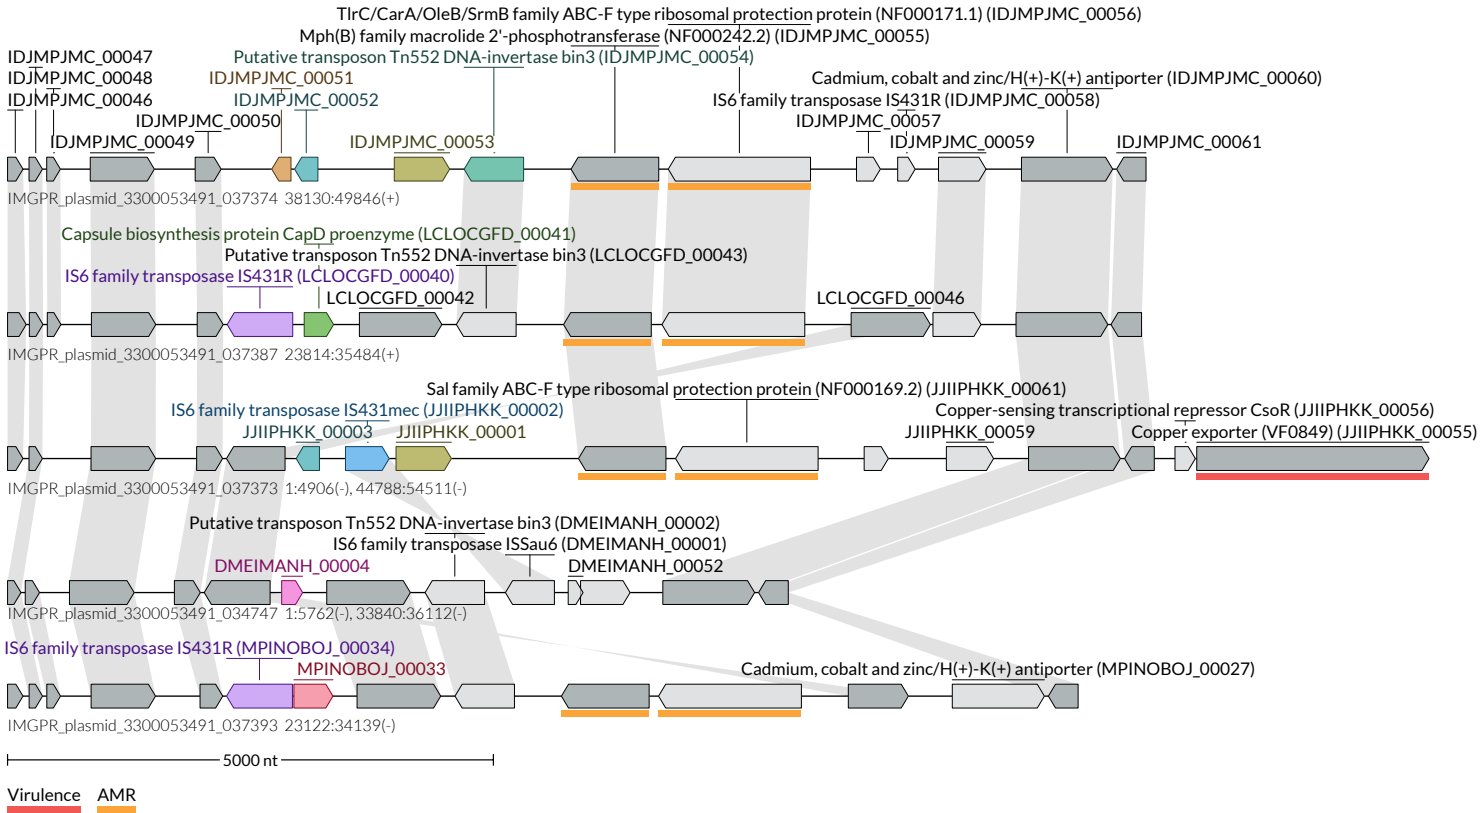 TlrC/CarA/OleB/SrmB family ABC-F type ribosomal protection protein (NF000171.1) (IDJMPJMC_00056)
Mph(B) family macrolide 2'-phosphotransferase (NF000242.2) (IDJMPJMC_00055)
IDJMPJMC_00047 Putative transposon Tn552 DNA-invertase bin3 (IDJMPJMC_00054)
IDJMPJMC_00048 IDJMPJMC_00051 Cadmium, cobalt and zinc/H(+)-K(+) antiporter (IDJMPJMC_00060)
IDJMPJMC_00046 IDJMPJMC_00052 IS6 family transposase IS431R (IDJMPJMC_00058)
IDJMPJMC_00050 IDJMPJMC_00057
IDJMPJMC_00049 IDJMPJMC_00053 IDJMPJMC_00059 IDJMPJMC_00061
IMGPR_plasmid_3300053491_037374 38130:49846(+)
Capsule biosynthesis protein CapD proenzyme (LCLOCGFD_00041)
Putative transposon Tn552 DNA-invertase bin3 (LCLOCGFD_00043)
IS6 family transposase IS431R (LCLOCGFD_00040)
LCLOCGFD_00042 LCLOCGFD_00046
IMGPR_plasmid_3300053491_037387 23814:35484(+)
Sal family ABC-F type ribosomal protection protein (NF000169.2) (JJIIPHKK_00061)
IS6 family transposase IS431mec (JJIIPHKK_00002) Copper-sensing transcriptional repressor CsoR (JJIIPHKK_00056)
JJIIPHKK_00003 JJIIPHKK_00001 JJIIPHKK_00059 Copper exporter (VF0849) (JJIIPHKK_00055)
IMGPR_plasmid_3300053491_037373 1:4906(-), 44788:54511(-)
Putative transposon Tn552 DNA-invertase bin3 (DMEIMANH_00002)
IS6 family transposase ISSau6 (DMEIMANH_00001)
DMEIMANH_00004 DMEIMANH_00052
IMGPR_plasmid_3300053491_034747 1:5762(-), 33840:36112(-)
IS6 family transposase IS431R (MPINOBOJ_00034)
MPINOBOJ_00033 Cadmium, cobalt and zinc/H(+)-K(+) antiporter (MPINOBOJ_00027)
IMGPR_plasmid_3300053491_037393 23122:34139(-)
5000 nt
Virulence AMR